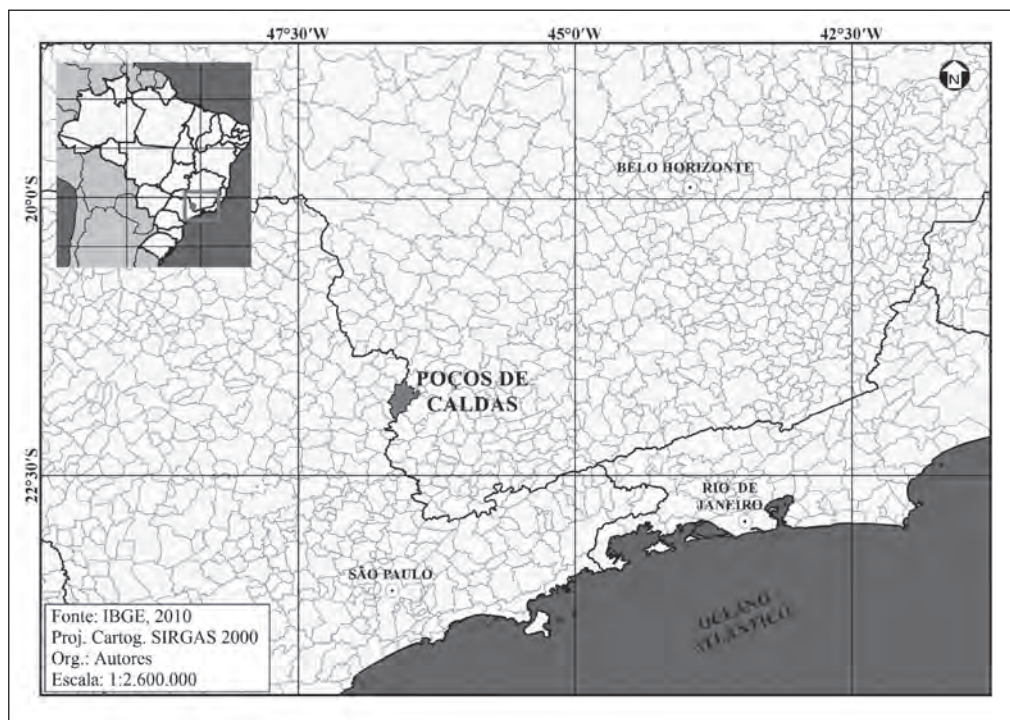 47°30'W
45°0'W
42°30'W
N
BELO HORIZONTE
20°0'S
POÇOS DE
CALDAS
22°30'S
RIO DE
JANEIRO
SÃO PAULO
OCEANO
ATLÂNTICO
Fonte: IBGE, 2010
Proj. Cartog. SIRGAS 2000
Org.: Autores
Escala: 1:2.600.000